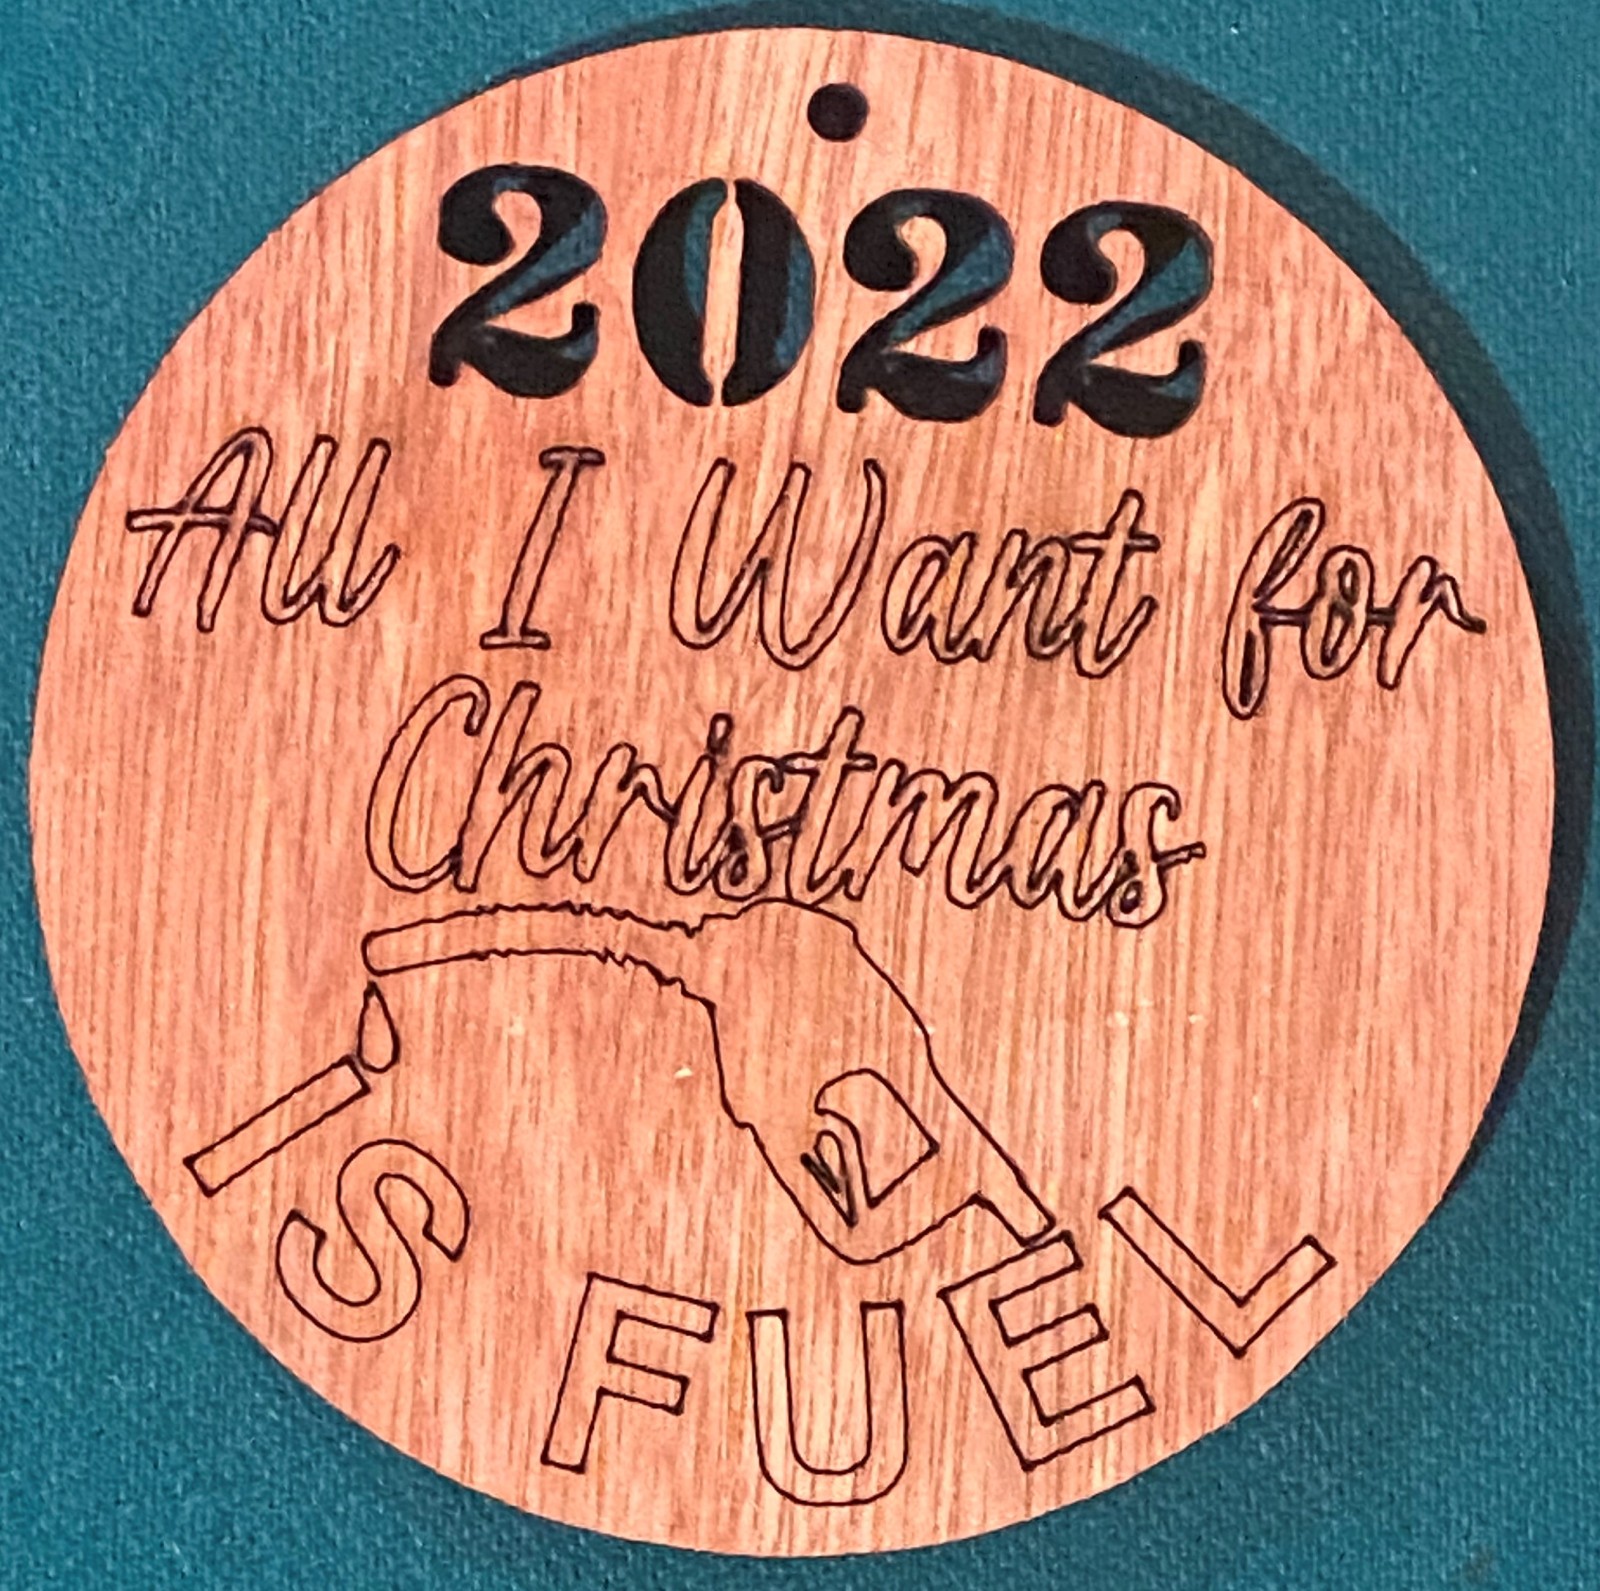 2022
All I Want for
Christmas
IS FUEL